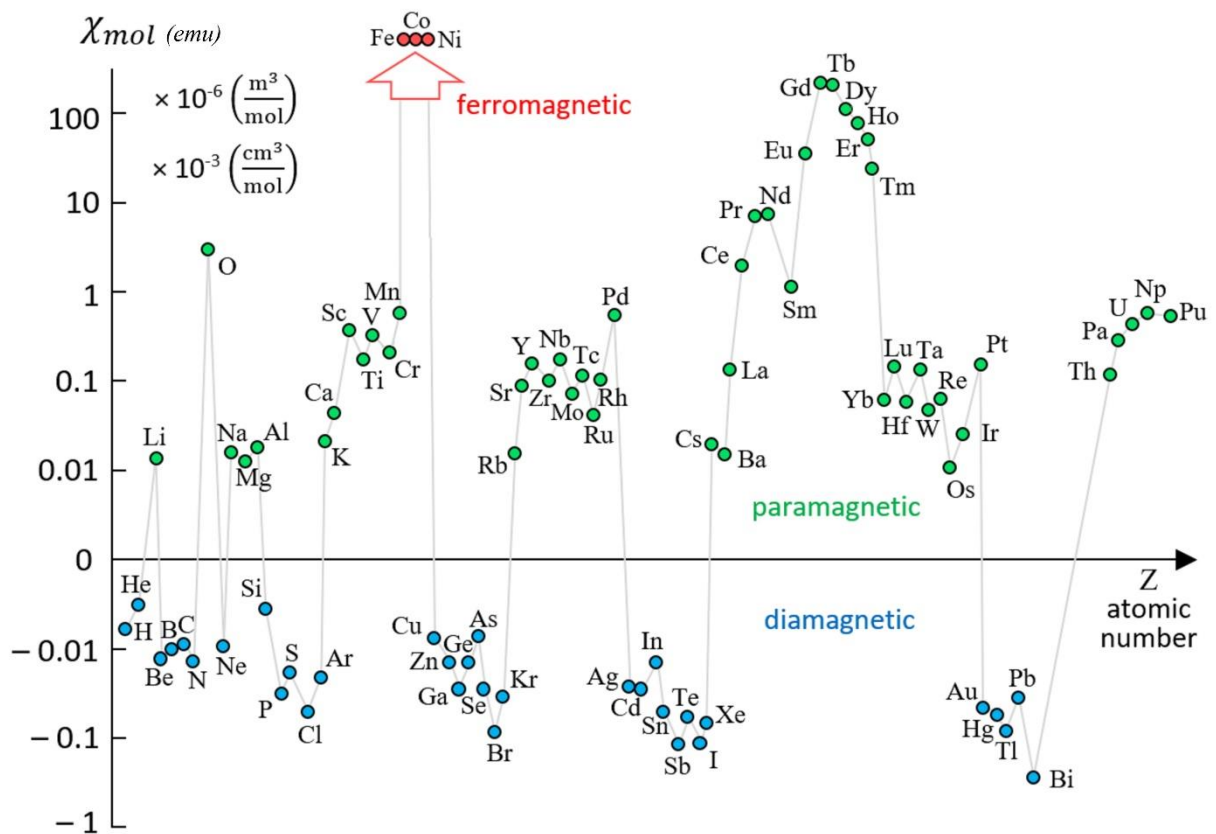 χmol (emu)
Fe Co Ni
× 10⁻⁶ (m³/mol)
× 10⁻³ (cm³/mol)
ferromagnetic
100
10
1
0.1
0.01
0
– 0.01
– 0.1
– 1
H
He
Li
Be
B
C
N
O
Ne
Na
Mg
Al
Si
P
S
Cl
Ar
K
Ca
Sc
Ti
V
Cr
Mn
Cu
Zn
Ga
Ge
As
Se
Br
Kr
Rb
Sr
Y
Zr
Nb
Mo
Tc
Ru
Rh
Pd
Ag
Cd
In
Sn
Sb
Te
I
Xe
Cs
Ba
La
Ce
Pr
Nd
Sm
Eu
Gd
Tb
Dy
Ho
Er
Tm
Yb
Lu
Hf
Ta
W
Re
Os
Ir
Pt
Au
Hg
Tl
Pb
Bi
Th
Pa
U
Np
Pu
paramagnetic
diamagnetic
Z
atomic
number